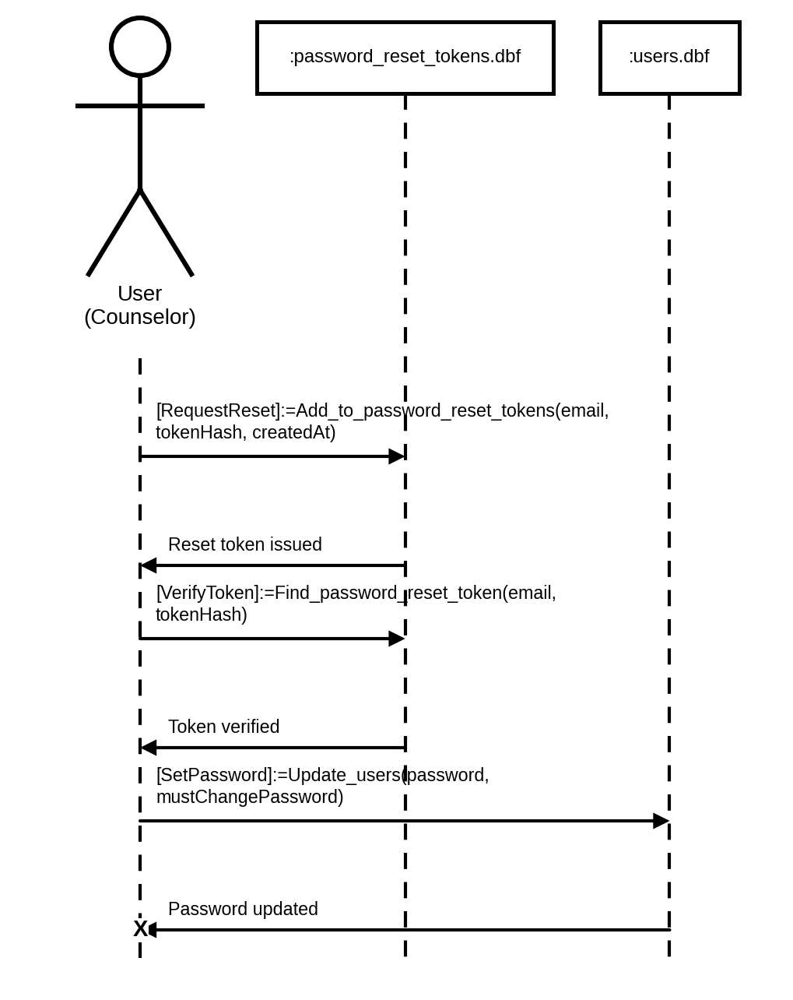 :password_reset_tokens.dbf
:users.dbf
User
(Counselor)
[RequestReset]:=Add_to_password_reset_tokens(email,
tokenHash, createdAt)
Reset token issued
[VerifyToken]:=Find_password_reset_token(email,
tokenHash)
Token verified
[SetPassword]:=Update_users(password,
mustChangePassword)
Password updated
X